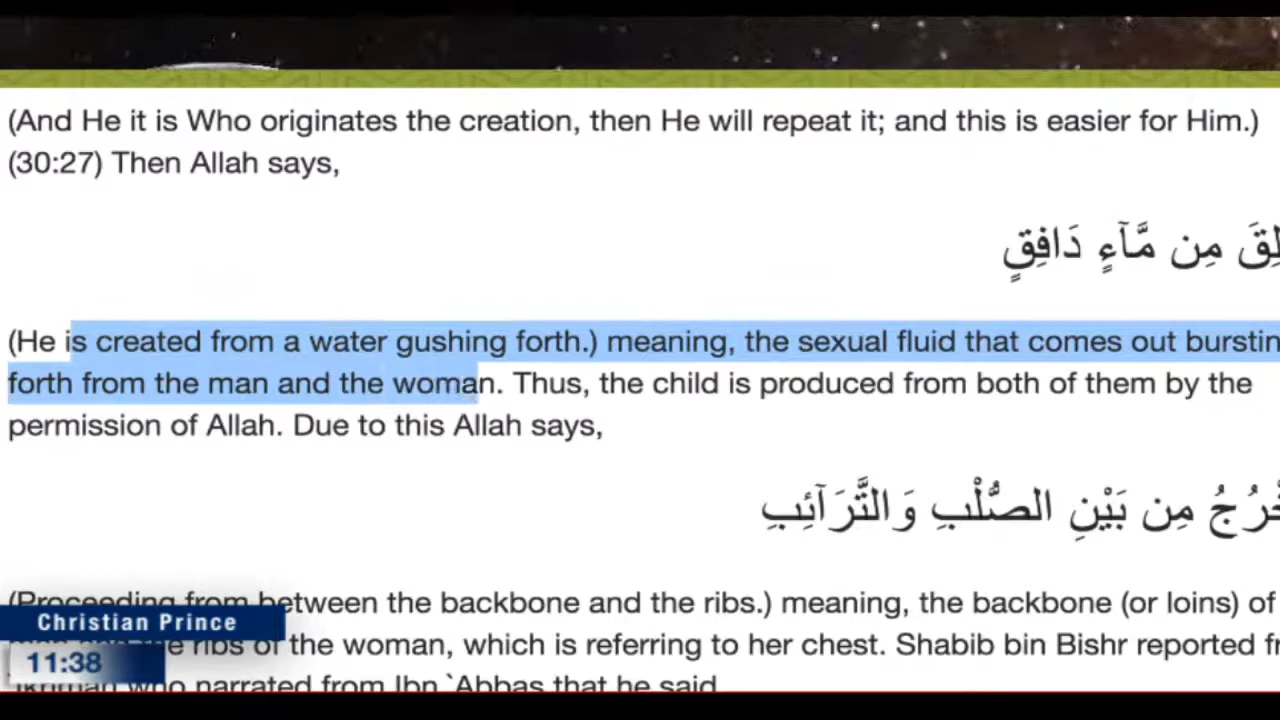 (And He it is Who originates the creation, then He will repeat it; and this is easier for Him.)
(30:27) Then Allah says,
مِن مَّآءٍ دَافِقٍ
(He is created from a water gushing forth.) meaning, the sexual fluid that comes out
forth from the man and the woman. Thus, the child is produced from both of them by the
permission of Allah. Due to this Allah says,
مِن بَيْنِ الصُّلْبِ وَالتَّرَآئِبِ
(Proceeding from between the backbone and the ribs.) meaning, the backbone (or loins) of
Christian Prince
the ribs of the woman, which is referring to her chest. Shabib bin Bishr reported
11:38
who narrated from Ibn `Abbas that he said